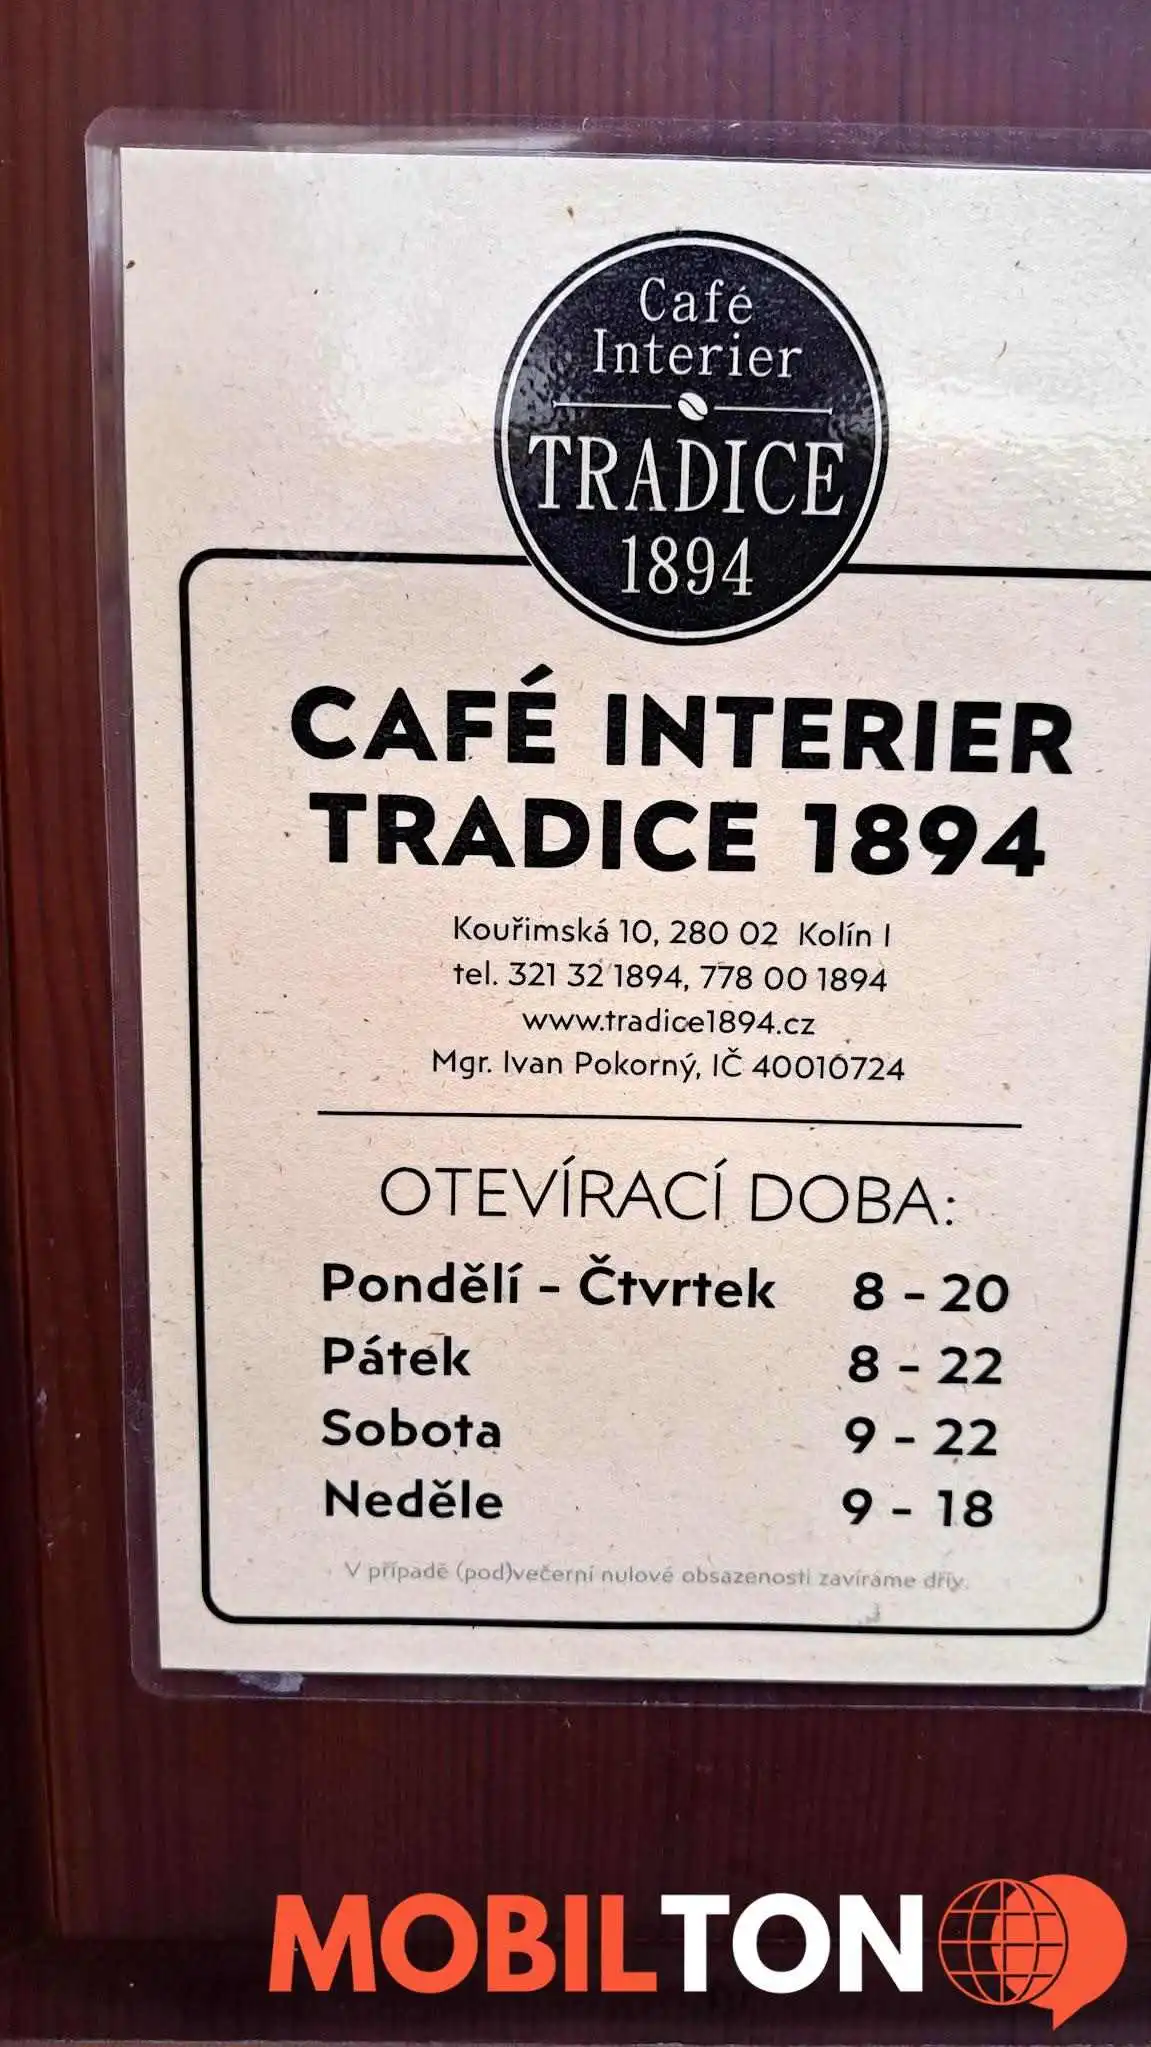 Café
Interier
TRADICE
1894
CAFÉ INTERIER
TRADICE 1894
Kouřimská 10, 280 02 Kolín I
tel. 321 32 1894, 778 00 1894
www.tradice1894.cz
Mgr. Ivan Pokorný, IČ 40010724
OTEVÍRACÍ DOBA:
Pondělí - Čtvrtek 8 - 20
Pátek 8 - 22
Sobota 9 - 22
Neděle 9 - 18
V případě (pod)večerní nulové obsazenosti zavíráme dřív.
MOBILTON